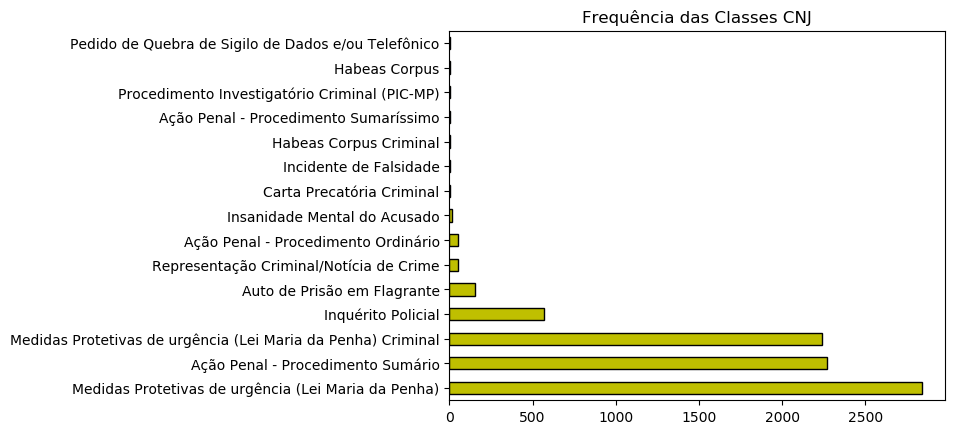 Frequência das Classes CNJ
Pedido de Quebra de Sigilo de Dados e/ou Telefônico
Habeas Corpus
Procedimento Investigatório Criminal (PIC-MP)
Ação Penal - Procedimento Sumaríssimo
Habeas Corpus Criminal
Incidente de Falsidade
Carta Precatória Criminal
Insanidade Mental do Acusado
Ação Penal - Procedimento Ordinário
Representação Criminal/Notícia de Crime
Auto de Prisão em Flagrante
Inquérito Policial
Medidas Protetivas de urgência (Lei Maria da Penha) Criminal
Ação Penal - Procedimento Sumário
Medidas Protetivas de urgência (Lei Maria da Penha)
0 500 1000 1500 2000 2500